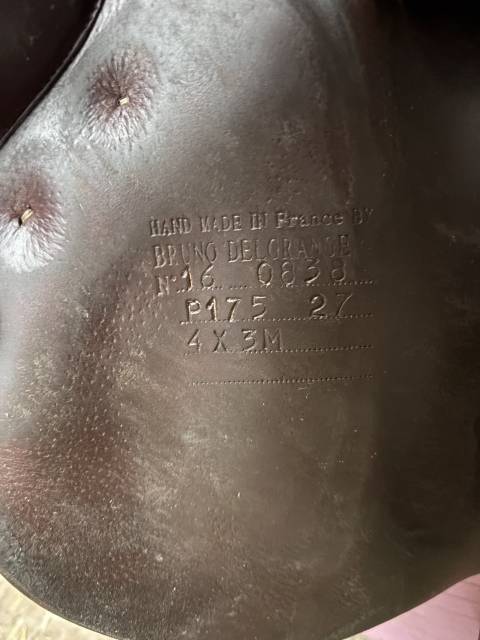 HAND MADE IN France BY
BRUNO DELGRANGE
N° 16 0838
P175 27
4 X 3M